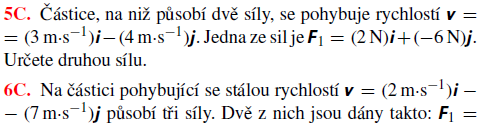 5C. Částice, na niž působí dvě síly, se pohybuje rychlostí v =
= (3 m·s⁻¹)i−(4 m·s⁻¹)j. Jedna ze sil je F₁ = (2 N)i+(−6 N)j.
Určete druhou sílu.
6C. Na částici pohybující se stálou rychlostí v = (2 m·s⁻¹)i −
− (7 m·s⁻¹)j působí tři síly. Dvě z nich jsou dány takto: F₁ =